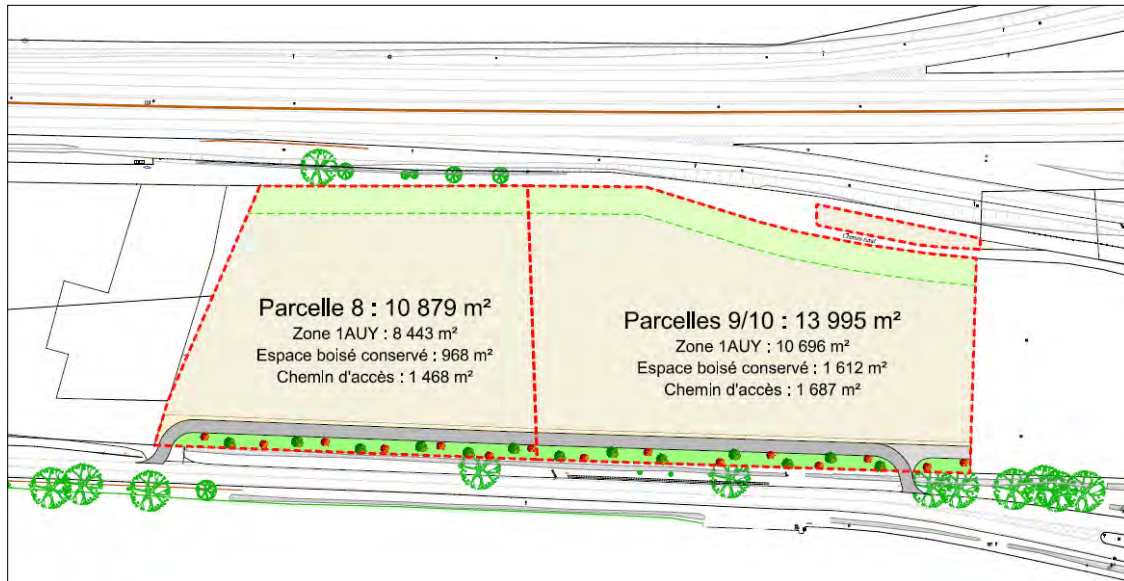 Chemin rural
Parcelle 8 : 10 879 m²
Zone 1AUY : 8 443 m²
Espace boisé conservé : 968 m²
Chemin d'accès : 1 468 m²
Parcelles 9/10 : 13 995 m²
Zone 1AUY : 10 696 m²
Espace boisé conservé : 1 612 m²
Chemin d'accès : 1 687 m²